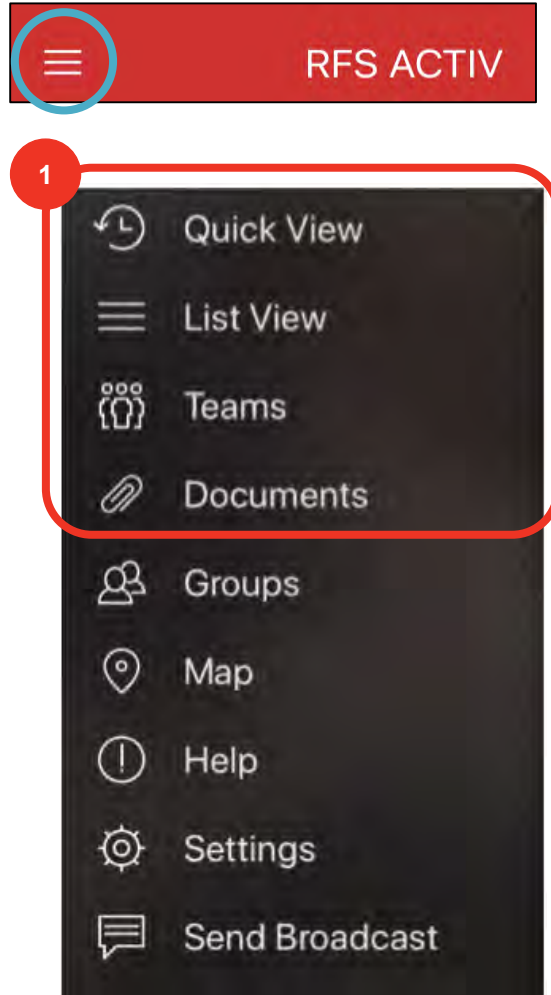 RFS ACTIV
1
Quick View
List View
Teams
Documents
Groups
Map
Help
Settings
Send Broadcast